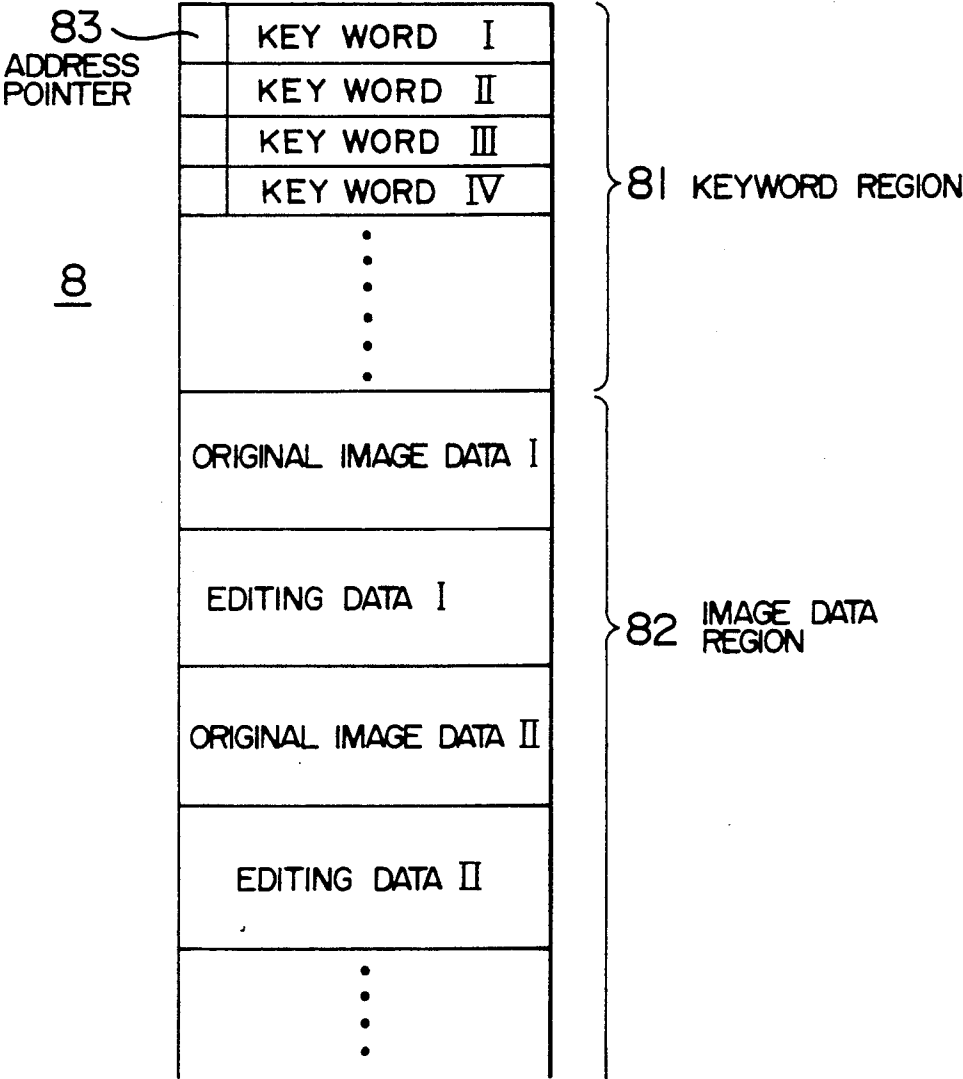 83
ADDRESS
POINTER
KEY WORD I
KEY WORD II
KEY WORD III
KEY WORD IV
81 KEYWORD REGION
8
ORIGINAL IMAGE DATA I
EDITING DATA I
82 IMAGE DATA
REGION
ORIGINAL IMAGE DATA II
EDITING DATA II